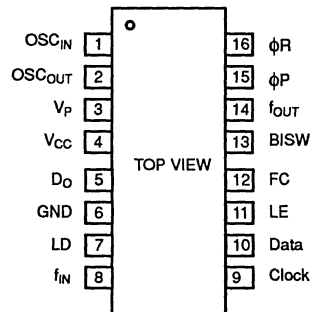 OSCIN 1 16 ϕR
OSCOUT 2 15 ϕP
VP 3 14 fOUT
VCC 4 13 BISW
TOP VIEW
DO 5 12 FC
GND 6 11 LE
LD 7 10 Data
fIN 8 9 Clock